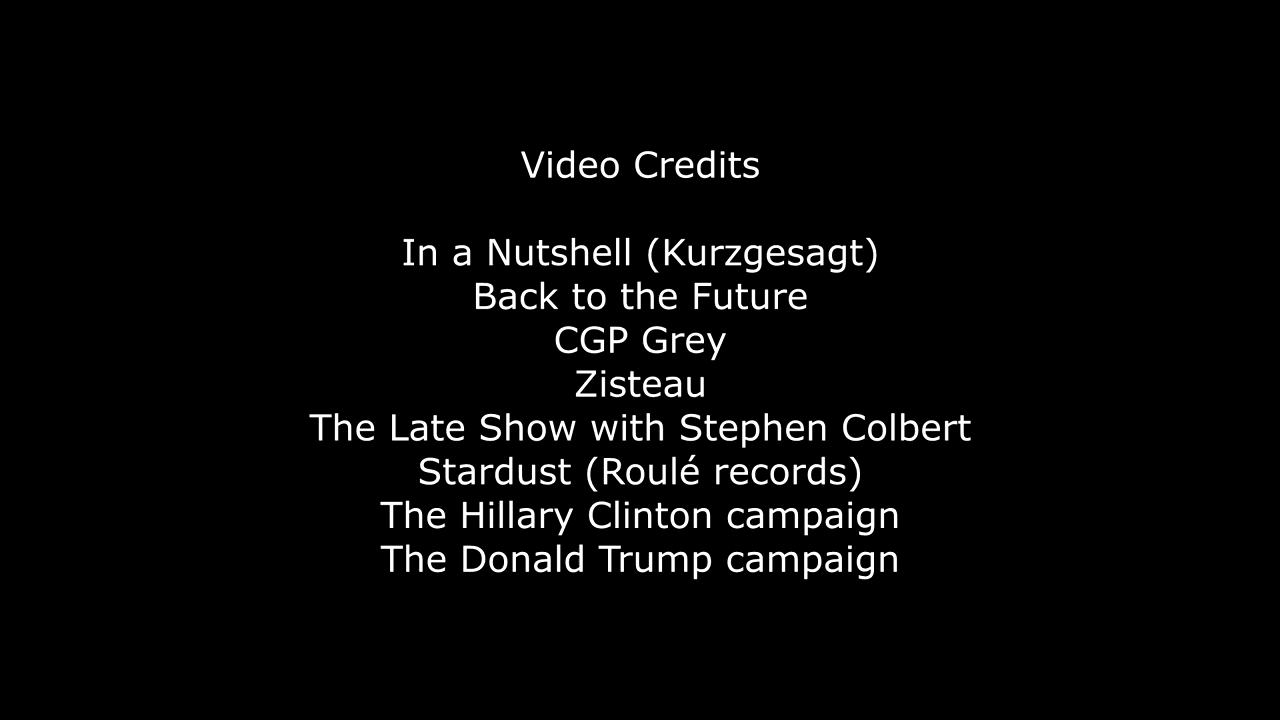 Video Credits
In a Nutshell (Kurzgesagt)
Back to the Future
CGP Grey
Zisteau
The Late Show with Stephen Colbert
Stardust (Roulé records)
The Hillary Clinton campaign
The Donald Trump campaign